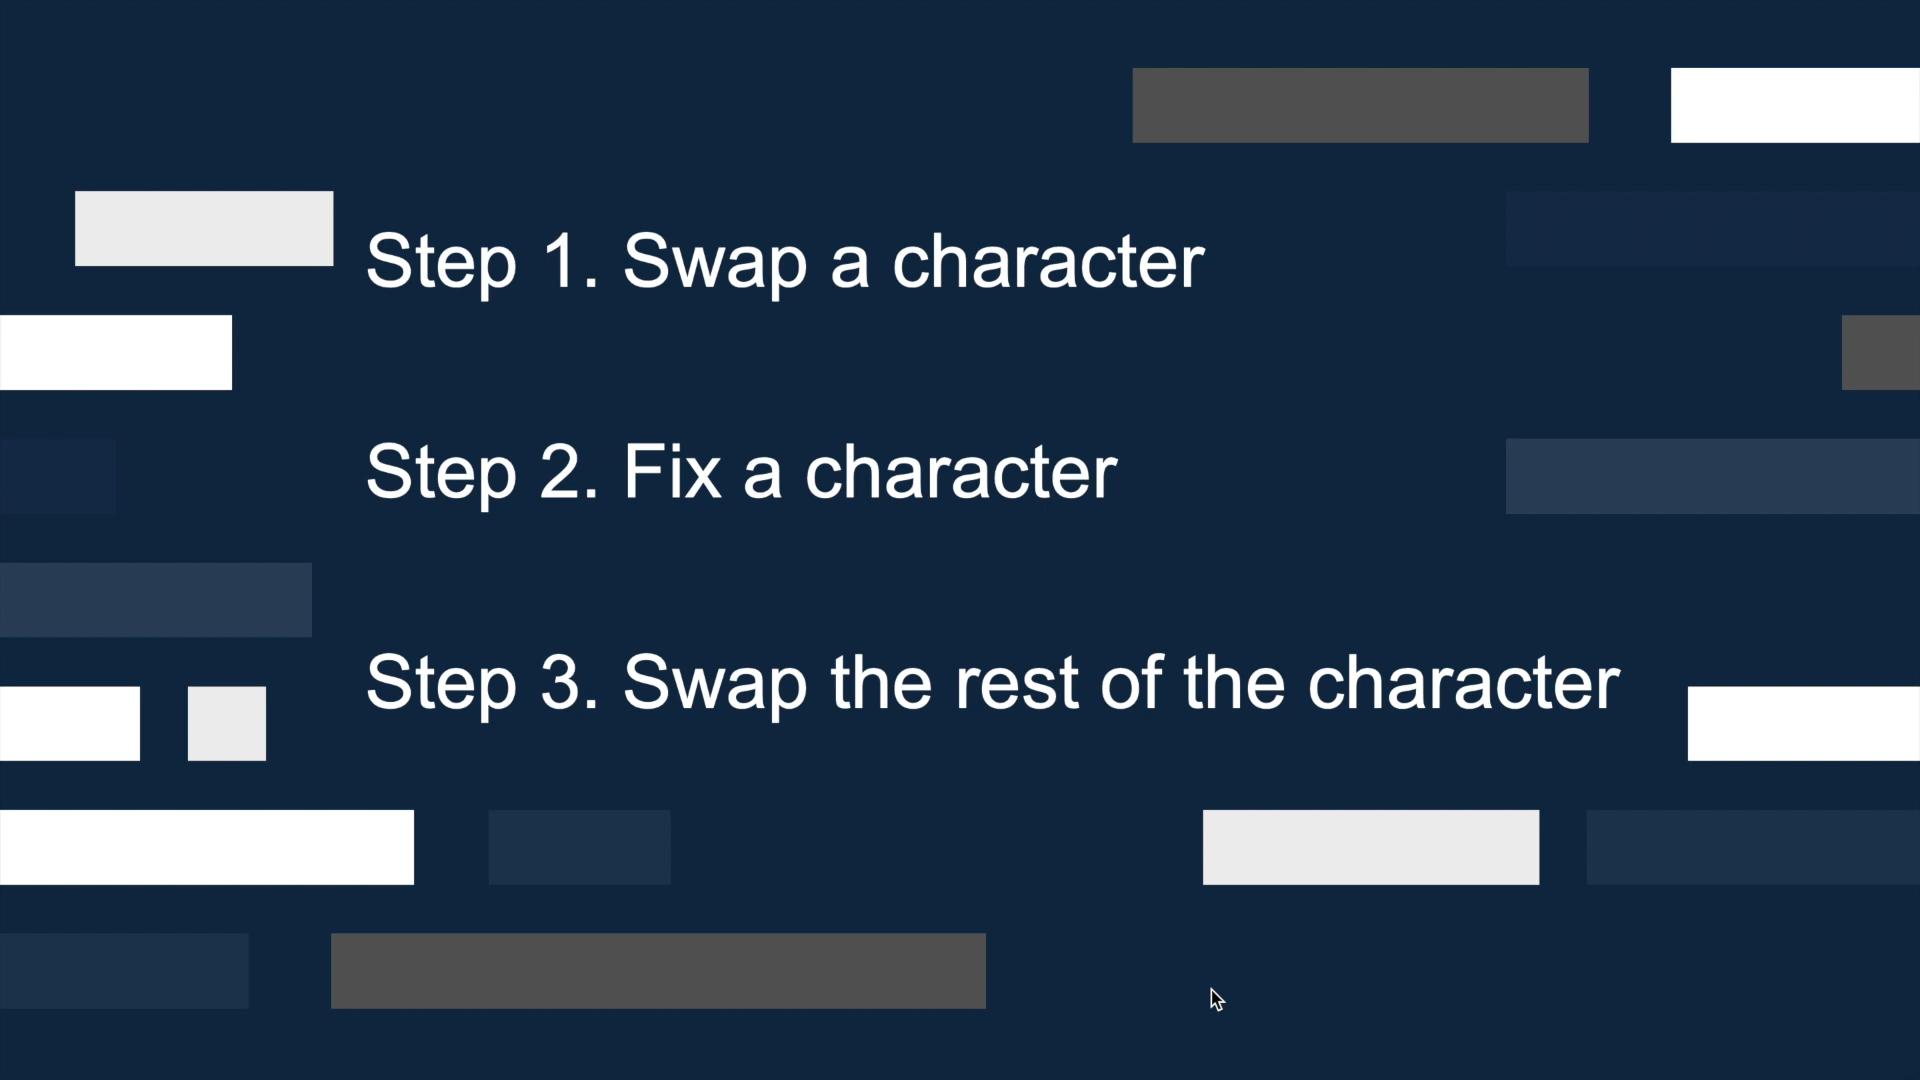 Step 1. Swap a character
Step 2. Fix a character
Step 3. Swap the rest of the character